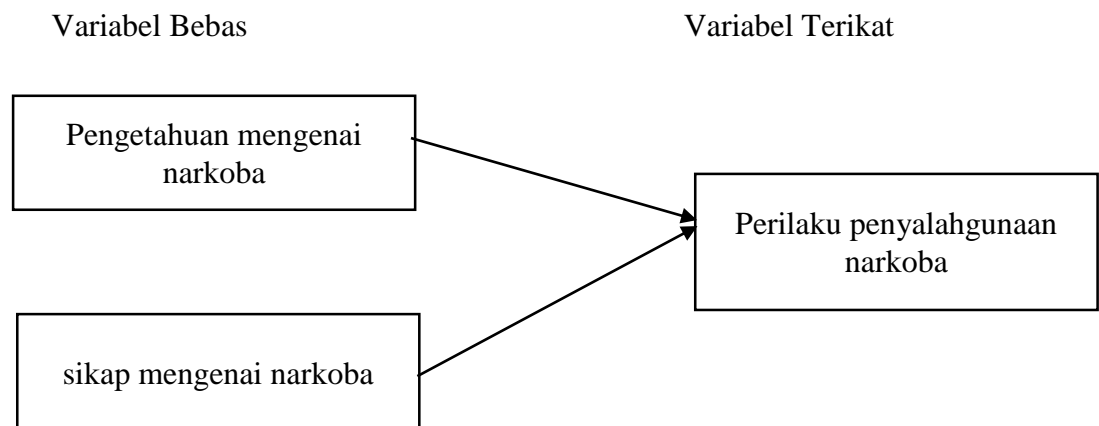 Variabel Bebas
Variabel Terikat
Pengetahuan mengenai
narkoba
Perilaku penyalahgunaan
narkoba
sikap mengenai narkoba